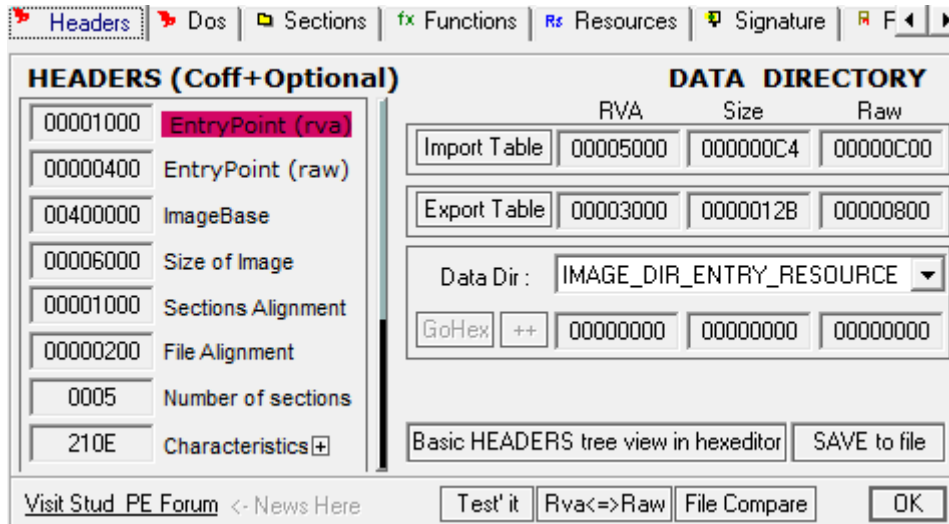 Headers Dos Sections fx Functions Rs Resources Signature F
HEADERS (Coff+Optional) DATA DIRECTORY
RVA Size Raw
00001000 EntryPoint (rva)
Import Table 00005000 000000C4 00000C00
00000400 EntryPoint (raw)
00400000 ImageBase
Export Table 00003000 0000012B 00000800
00006000 Size of Image
Data Dir : IMAGE_DIR_ENTRY_RESOURCE
00001000 Sections Alignment
GoHex ++ 00000000 00000000 00000000
00000200 File Alignment
0005 Number of sections
210E Characteristics +
Basic HEADERS tree view in hexeditor SAVE to file
Visit Stud_PE Forum <- News Here Test' it Rva<=>Raw File Compare OK